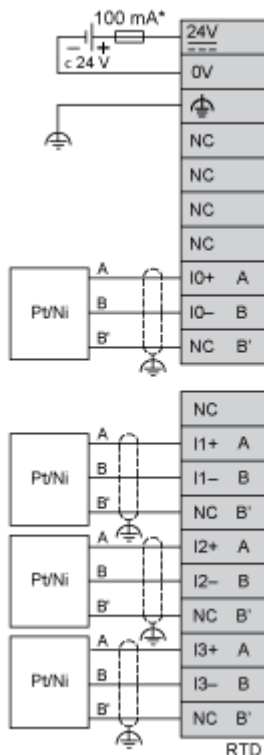 100 mA*
24V
− +
c 24 V
0V
NC
NC
NC
NC
A I0+ A
Pt/Ni B I0– B
B' NC B'
NC
A I1+ A
Pt/Ni B I1– B
B' NC B'
A I2+ A
Pt/Ni B I2– B
B' NC B'
A I3+ A
Pt/Ni B I3– B
B' NC B'
RTD